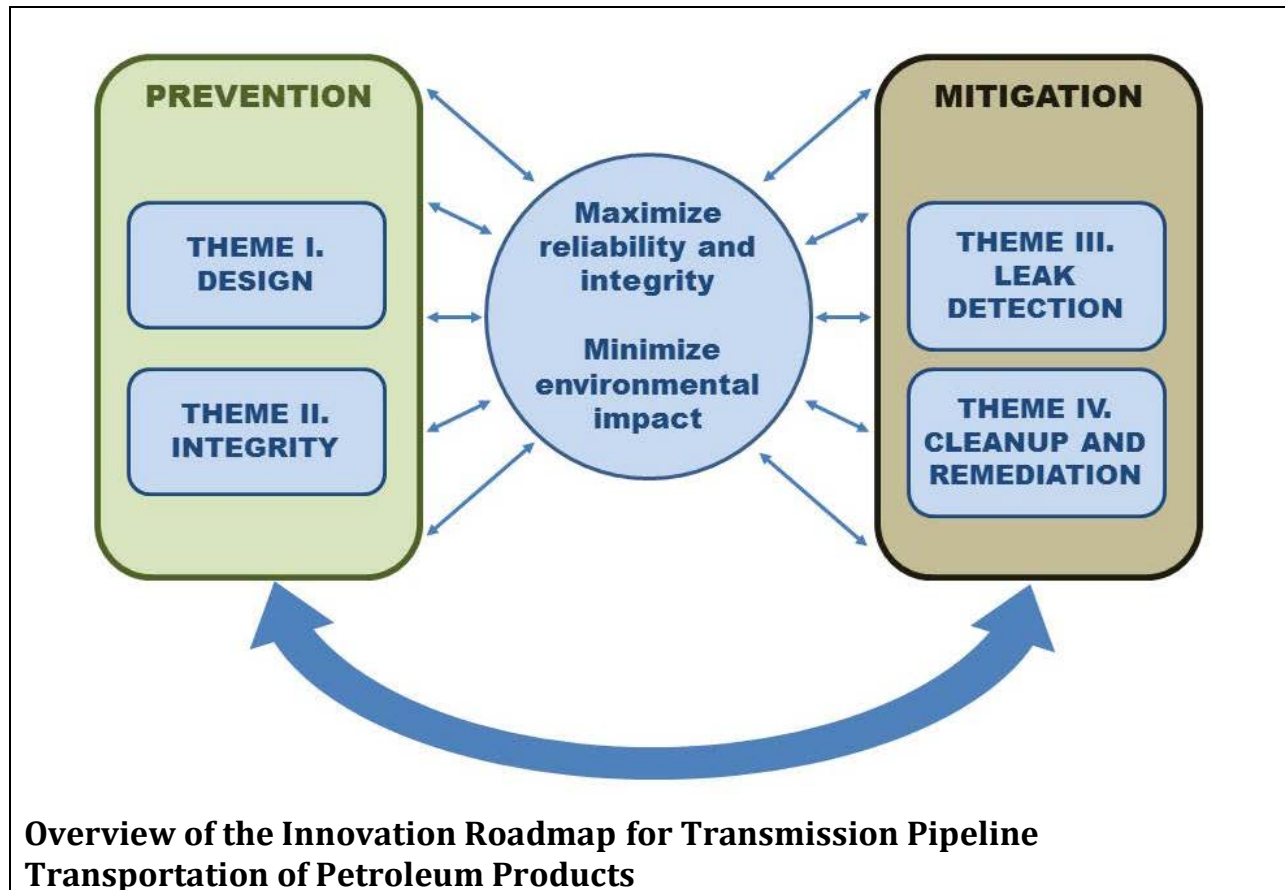 PREVENTION
THEME I.
DESIGN
THEME II.
INTEGRITY
Maximize
reliability and
integrity
Minimize
environmental
impact
MITIGATION
THEME III.
LEAK
DETECTION
THEME IV.
CLEANUP AND
REMEDIATION
Overview of the Innovation Roadmap for Transmission Pipeline
Transportation of Petroleum Products